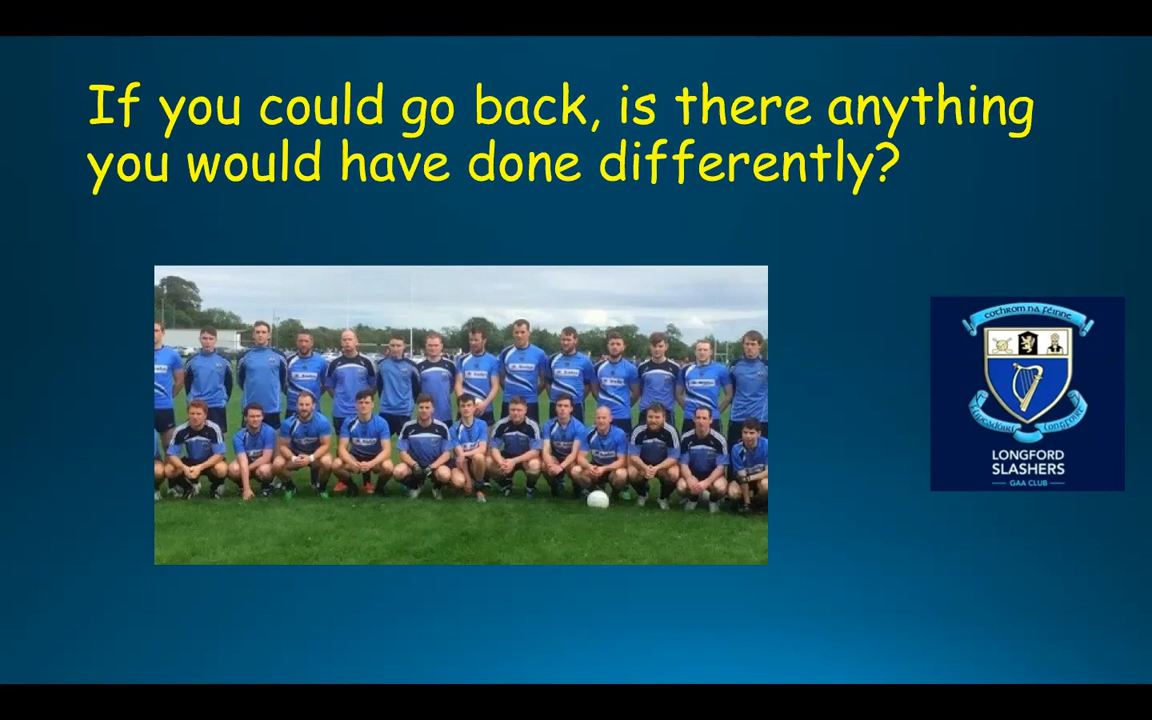 If you could go back, is there anything
you would have done differently?
COTHROM NA FÉINNE
LONGFORD
SLASHERS
GAA CLUB